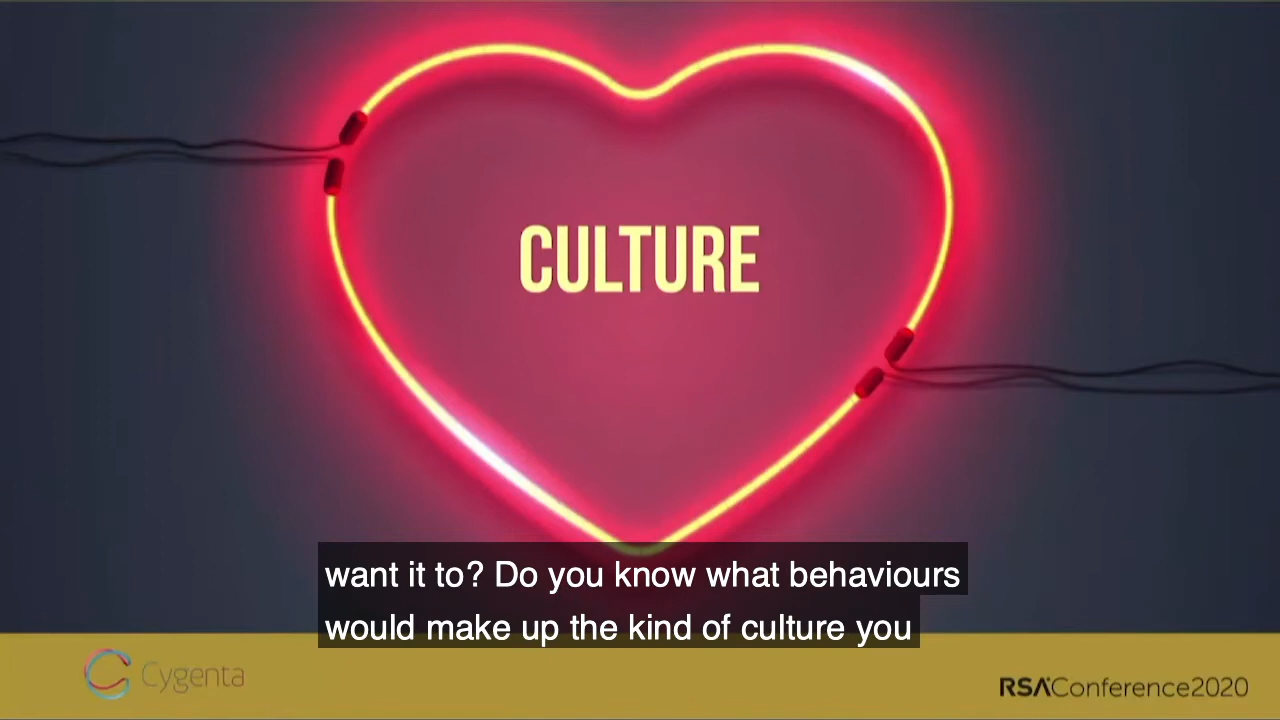 CULTURE
want it to? Do you know what behaviours
would make up the kind of culture you
Cygenta
RSAConference2020